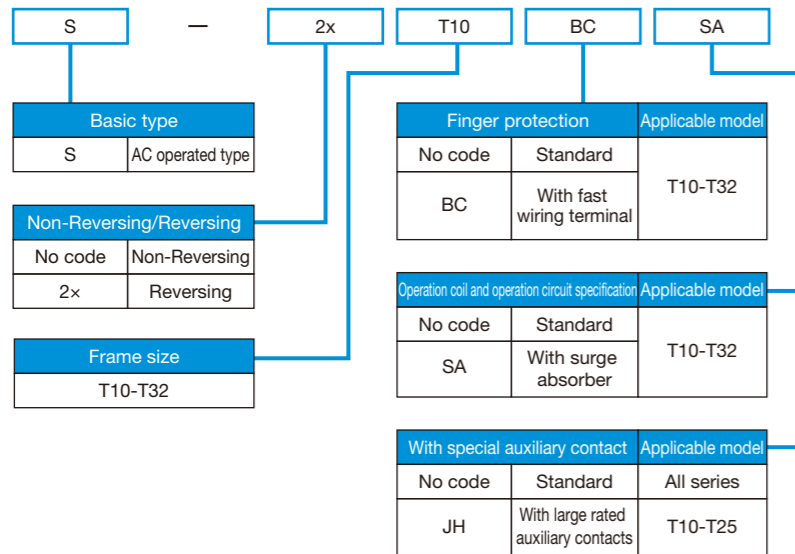 S — 2x T10 BC SA
Basic type
S AC operated type
Non-Reversing/Reversing
No code Non-Reversing
2× Reversing
Frame size
T10-T32
Finger protection Applicable model
No code Standard
BC With fast
wiring terminal
T10-T32
Operation coil and operation circuit specification Applicable model
No code Standard
SA With surge
absorber
T10-T32
With special auxiliary contact Applicable model
No code Standard All series
JH With large rated
auxiliary contacts
T10-T25